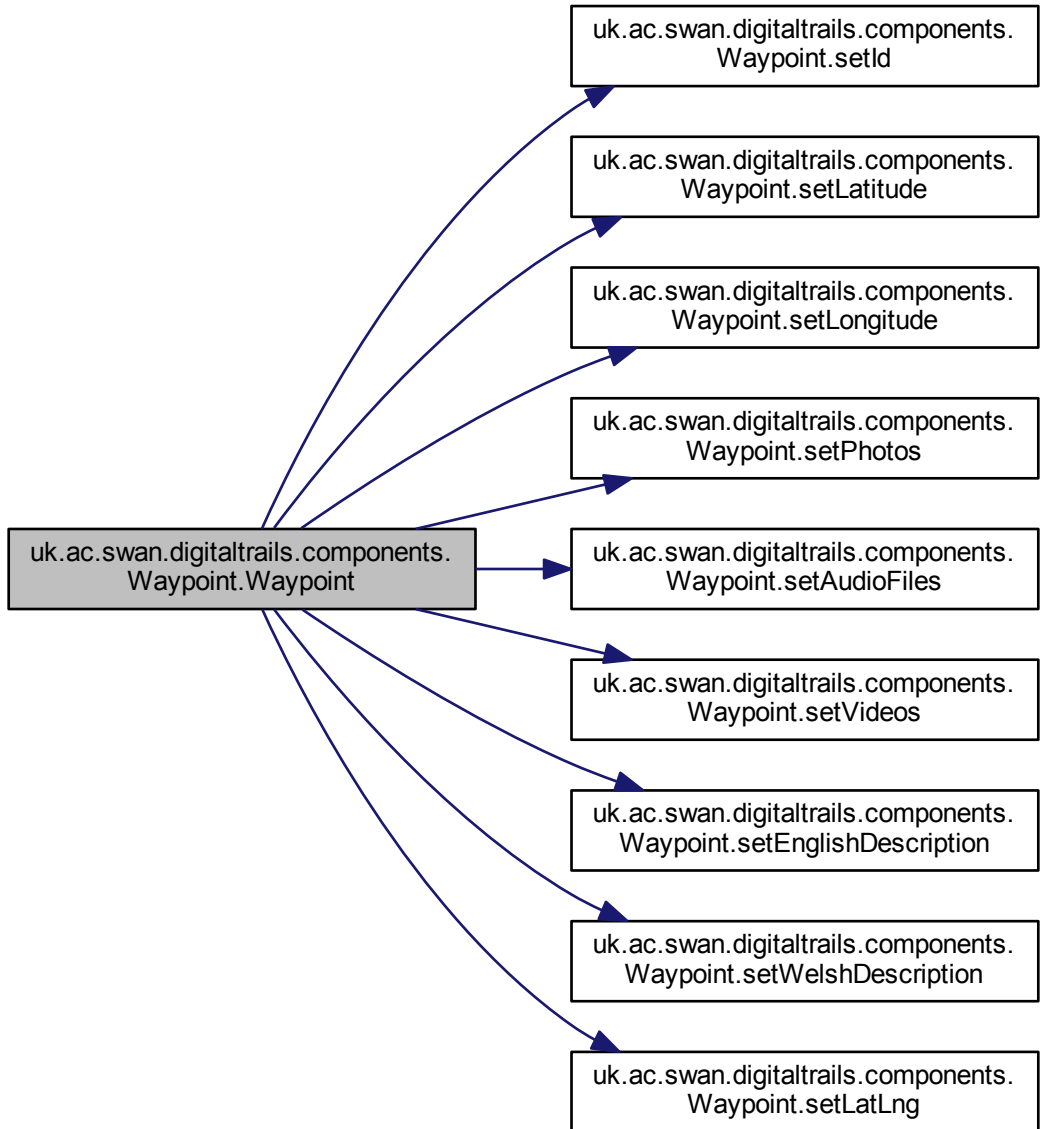 uk.ac.swan.digitaltrails.components.
Waypoint.Waypoint
uk.ac.swan.digitaltrails.components.
Waypoint.setId
uk.ac.swan.digitaltrails.components.
Waypoint.setLatitude
uk.ac.swan.digitaltrails.components.
Waypoint.setLongitude
uk.ac.swan.digitaltrails.components.
Waypoint.setPhotos
uk.ac.swan.digitaltrails.components.
Waypoint.setAudioFiles
uk.ac.swan.digitaltrails.components.
Waypoint.setVideos
uk.ac.swan.digitaltrails.components.
Waypoint.setEnglishDescription
uk.ac.swan.digitaltrails.components.
Waypoint.setWelshDescription
uk.ac.swan.digitaltrails.components.
Waypoint.setLatLng